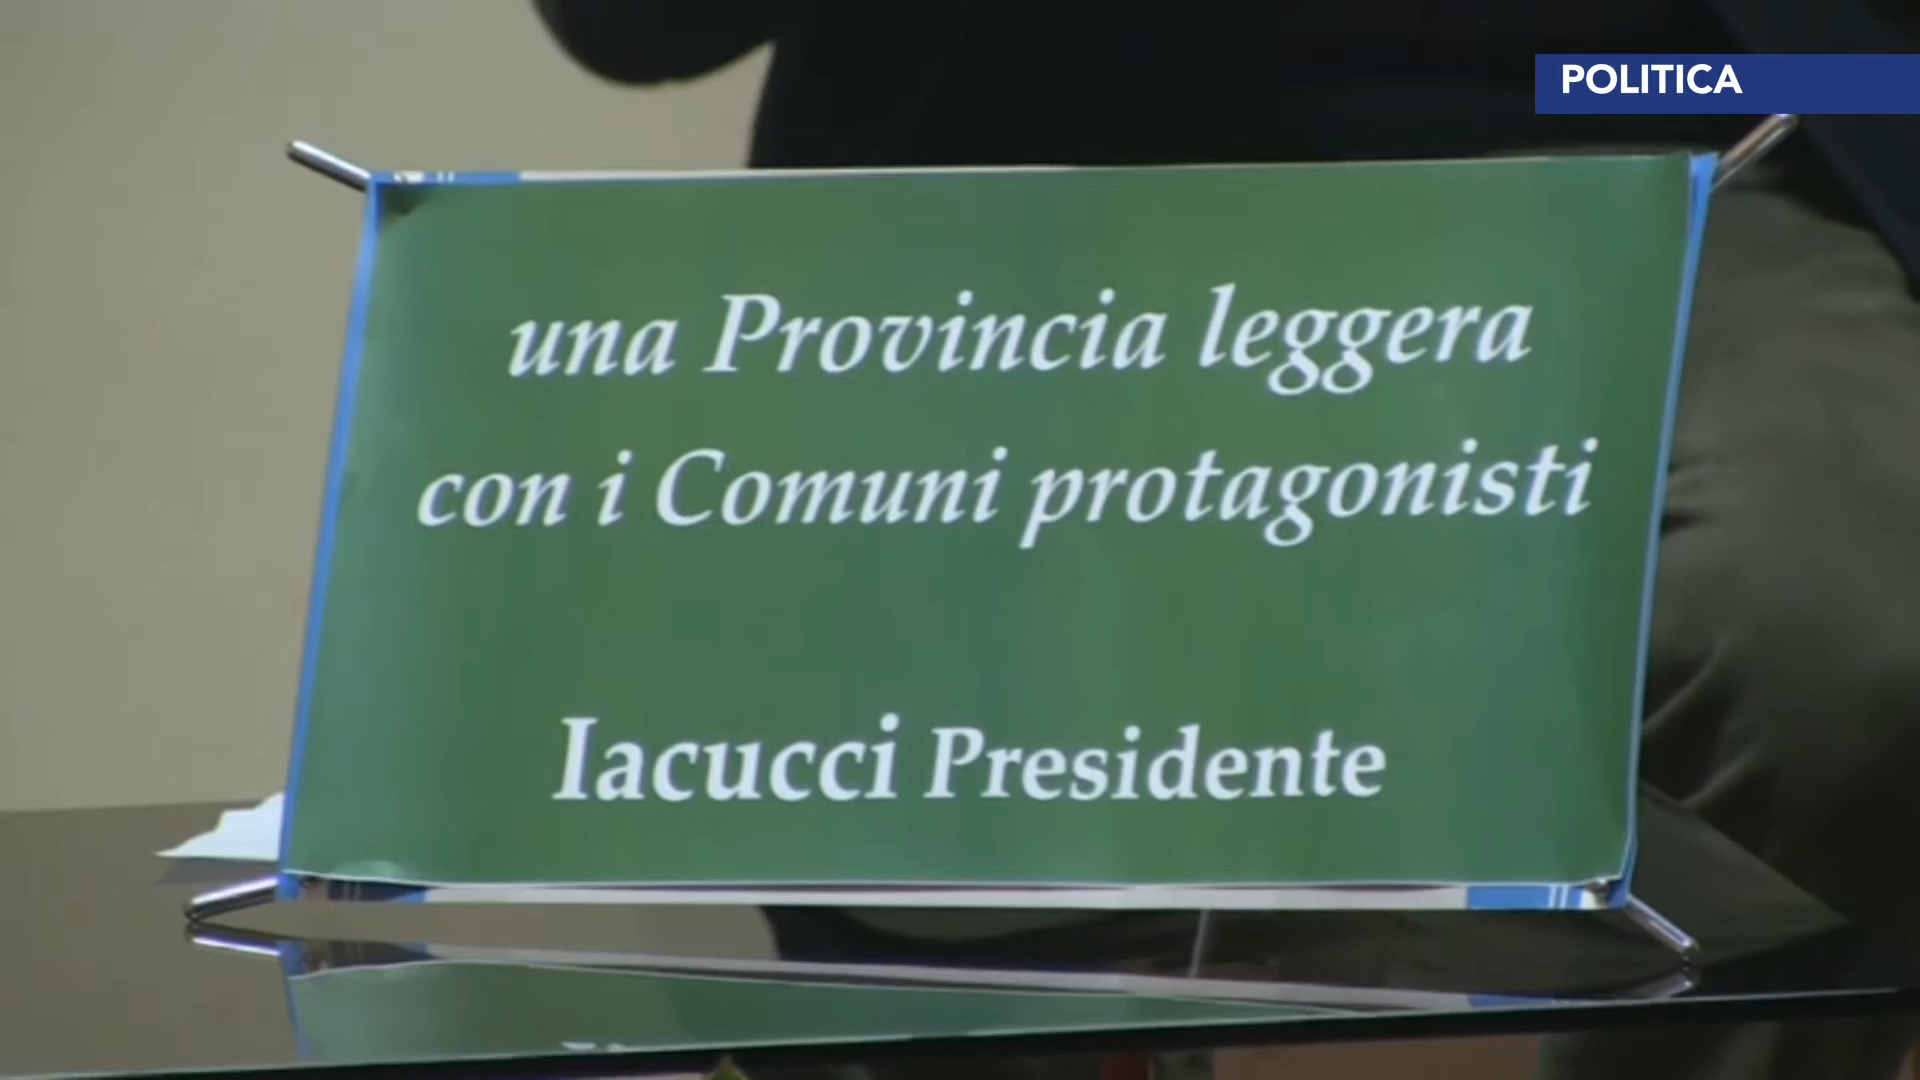 POLITICA
una Provincia leggera
con i Comuni protagonisti
Iacucci Presidente